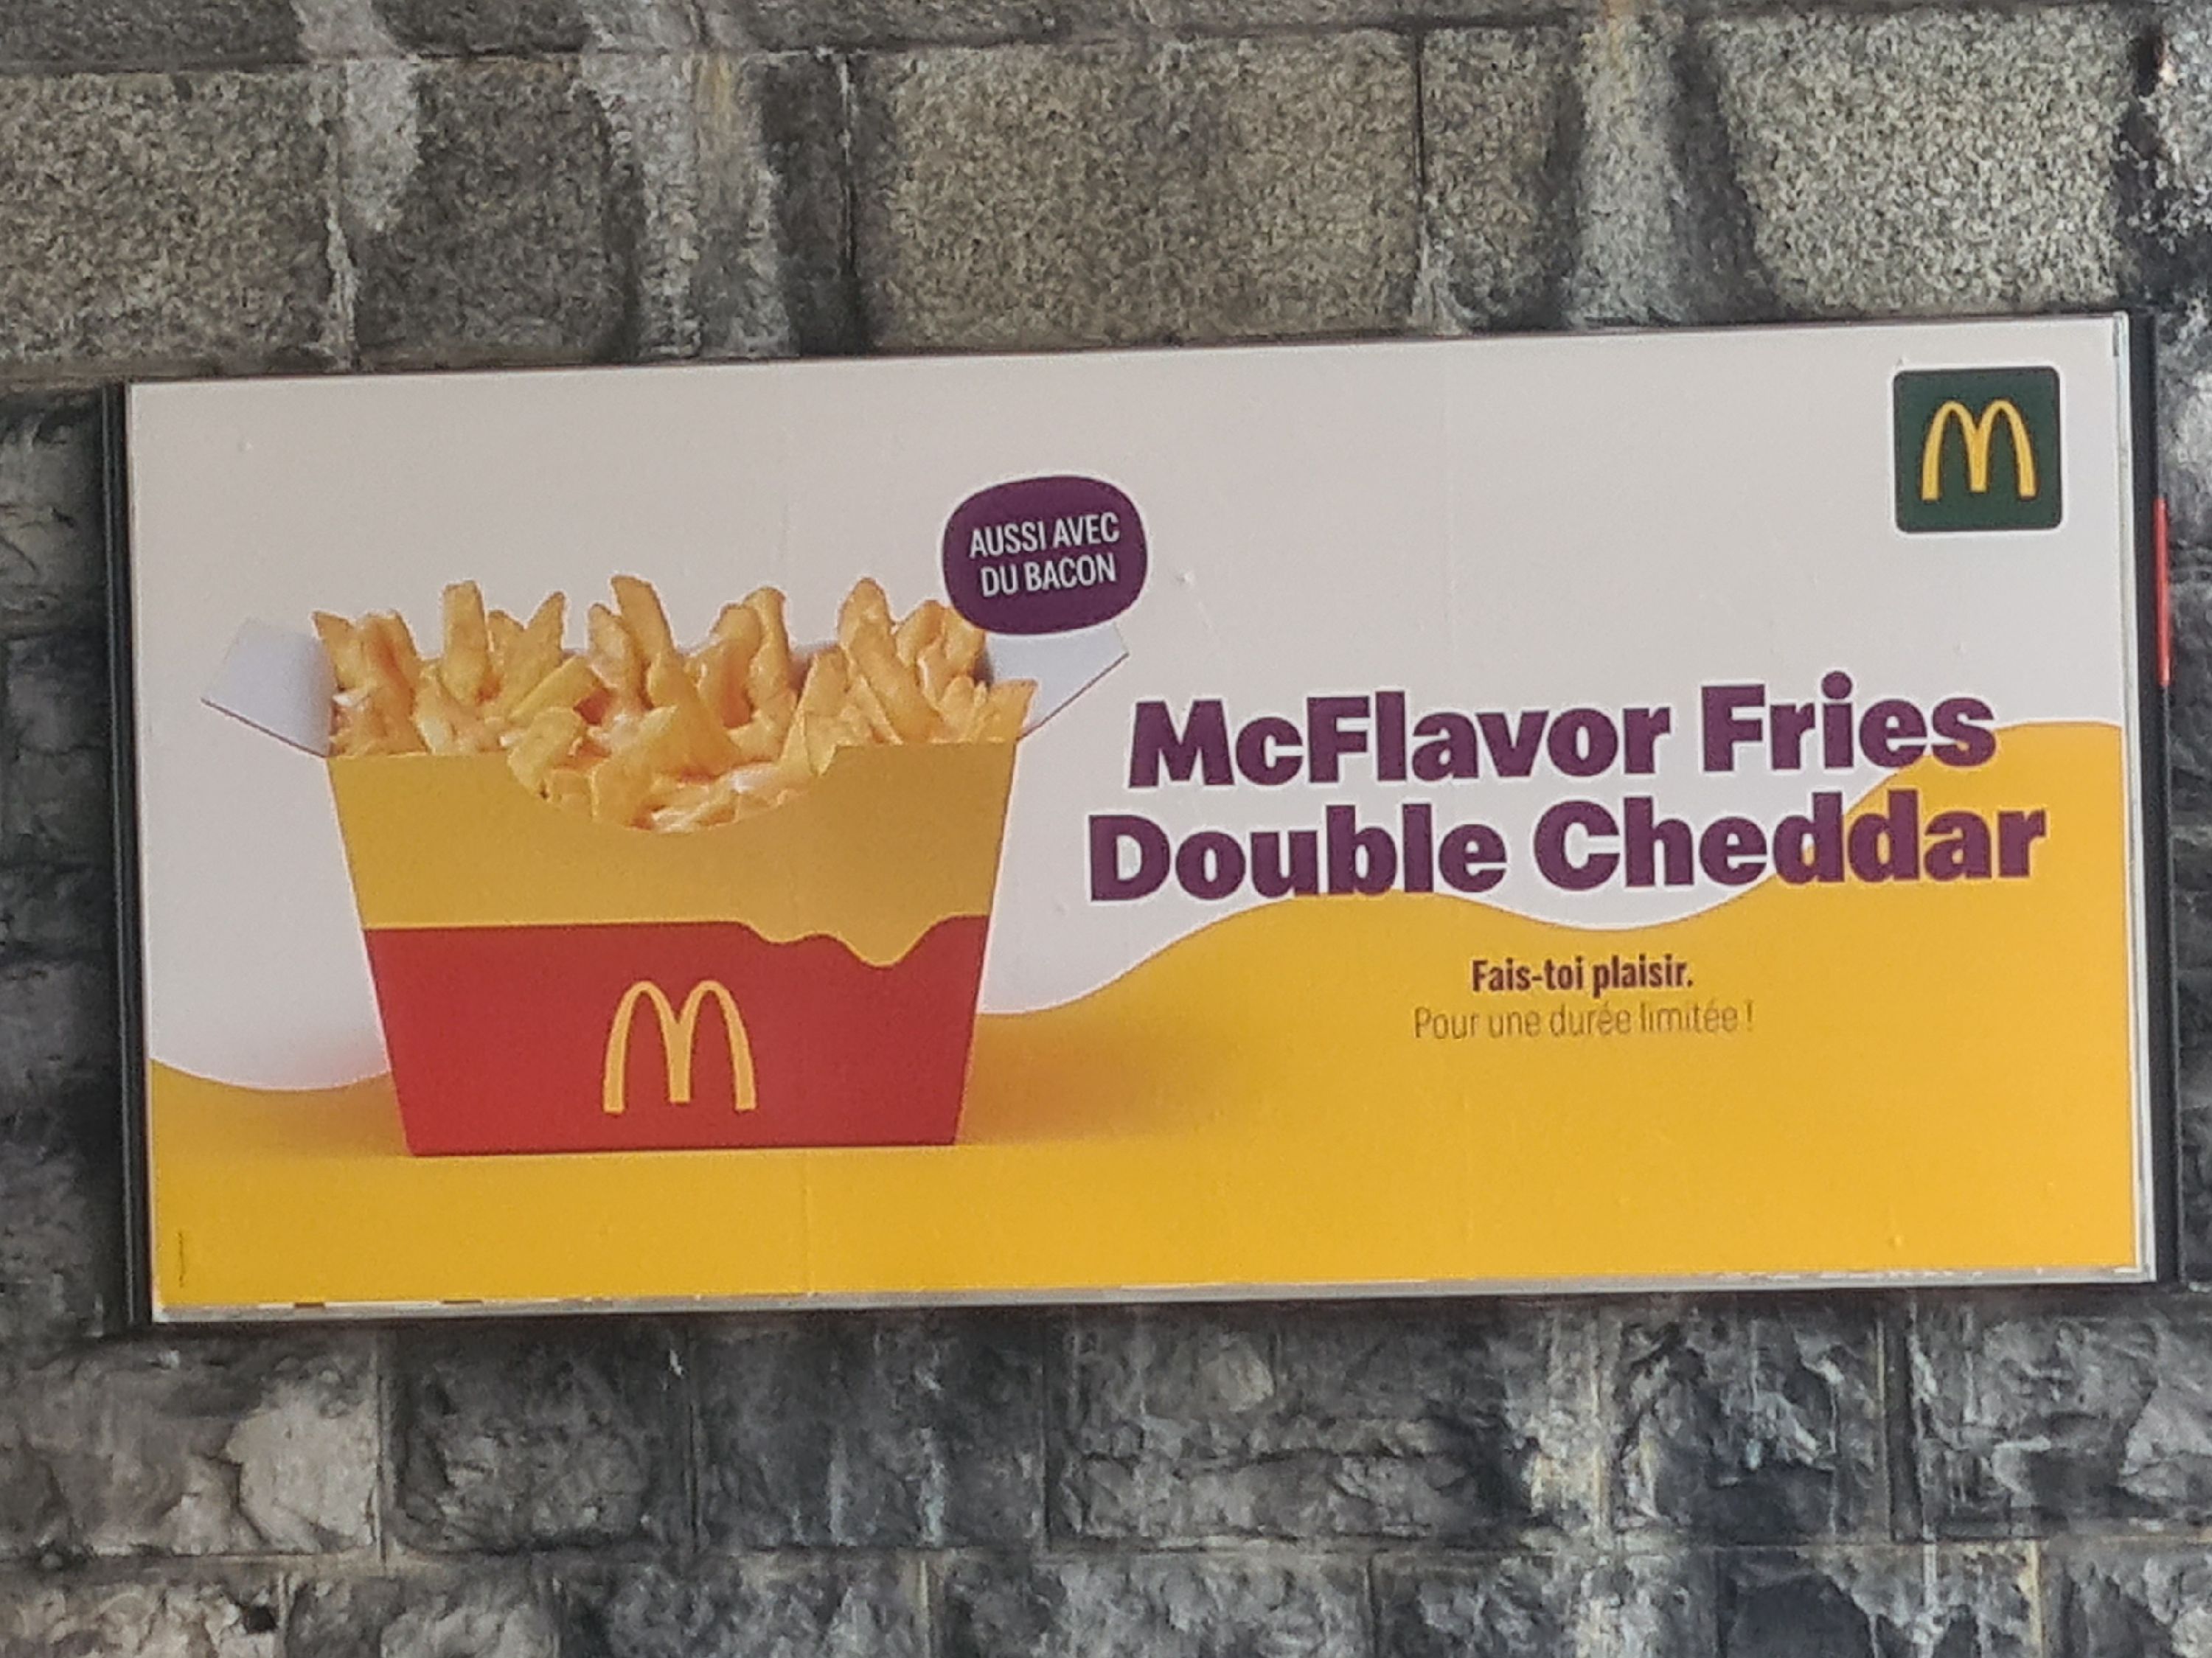 AUSSI AVEC
DU BACON
McFlavor Fries
Double Cheddar
Fais-toi plaisir.
Pour une durée limitée !